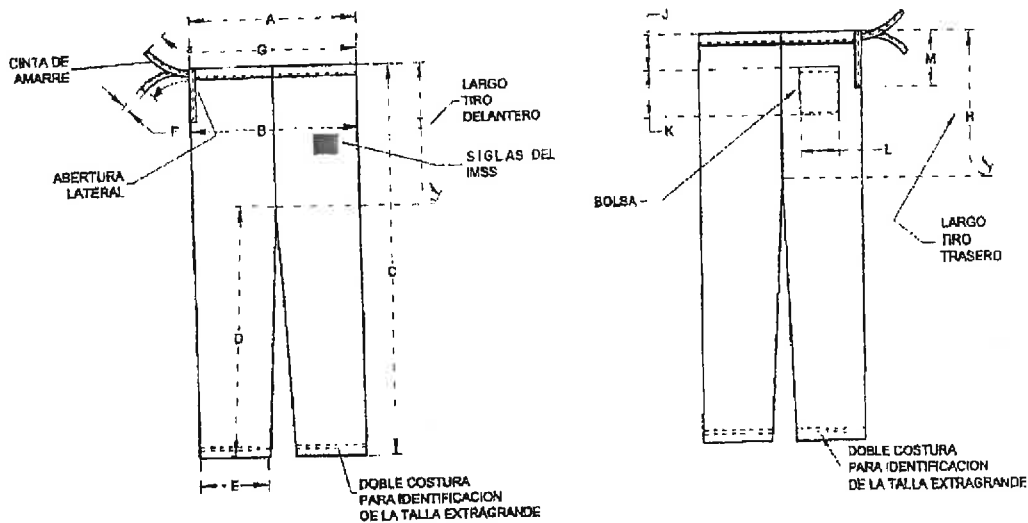 A
G
CINTA DE
AMARRE
F
B
LARGO
TIRO
DELANTERO
SIGLAS DEL
IMSS
ABERTURA
LATERAL
C
D
E
DOBLE COSTURA
PARA IDENTIFICACION
DE LA TALLA EXTRAGRANDE
J
M
H
K
L
BOLSA
LARGO
TIRO
TRASERO
DOBLE COSTURA
PARA IDENTIFICACION
DE LA TALLA EXTRAGRANDE